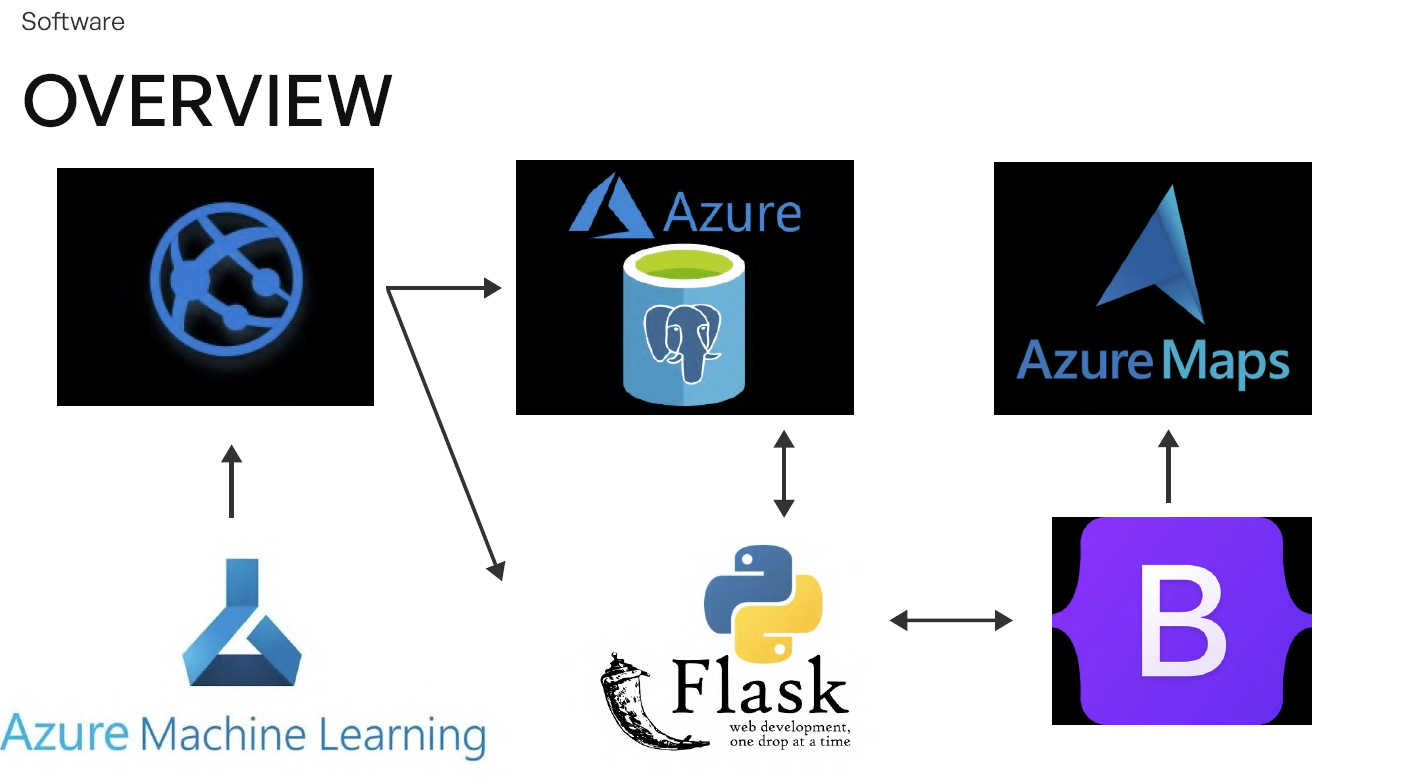 Software
OVERVIEW
Azure
Azure Maps
B
Azure Machine Learning
Flask
web development,
one drop at a time